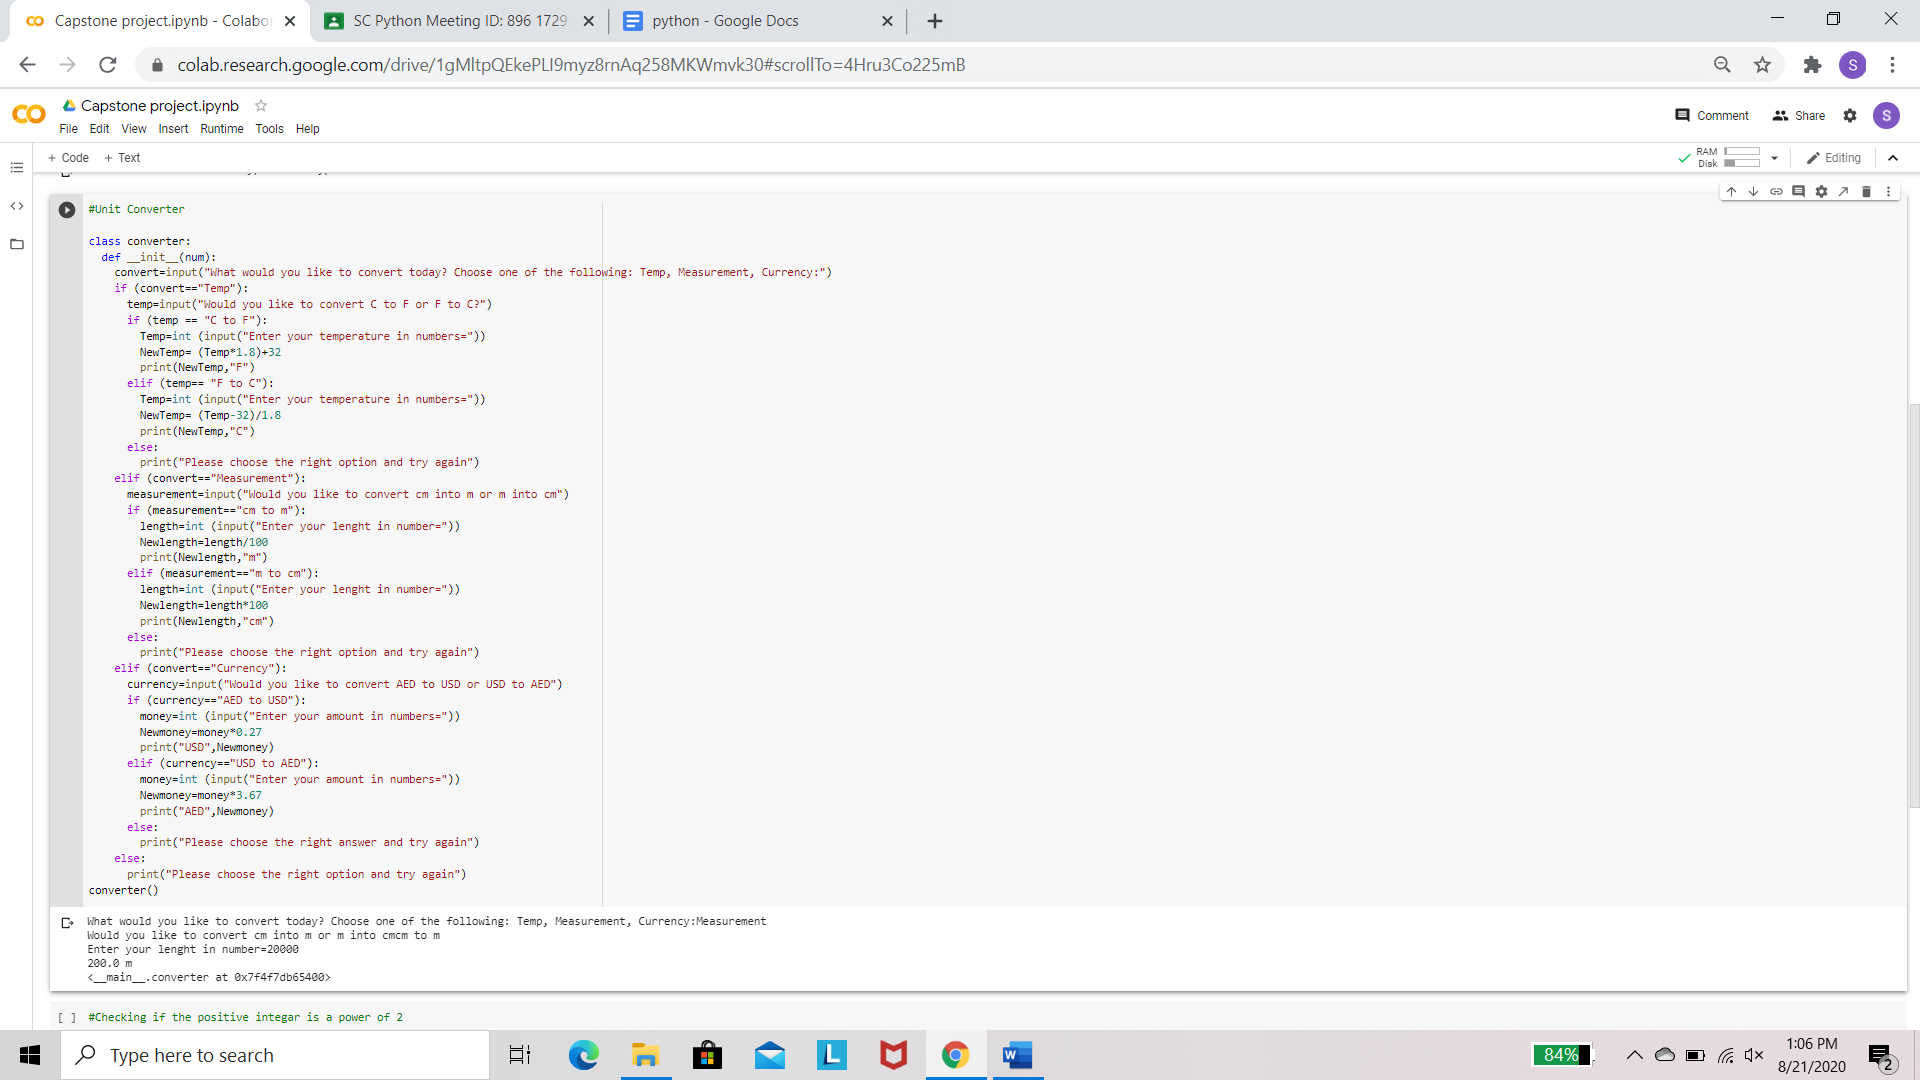 Capstone project.ipynb - Colabor
SC Python Meeting ID: 896 1729
python - Google Docs
colab.research.google.com/drive/1gMltpQEkePLI9myz8rnAq258MKWmvk30#scrollTo=4Hru3Co225mB
S
CO
Capstone project.ipynb
File Edit View Insert Runtime Tools Help
Comment
Share
S
+ Code + Text
RAM
Disk
Editing
#Unit Converter
class converter:
  def __init__(num):
    convert=input("What would you like to convert today? Choose one of the following: Temp, Measurement, Currency:")
    if (convert=="Temp"):
      temp=input("Would you like to convert C to F or F to C?")
      if (temp == "C to F"):
        Temp=int (input("Enter your temperature in numbers="))
        NewTemp= (Temp*1.8)+32
        print(NewTemp,"F")
      elif (temp== "F to C"):
        Temp=int (input("Enter your temperature in numbers="))
        NewTemp= (Temp-32)/1.8
        print(NewTemp,"C")
      else:
        print("Please choose the right option and try again")
    elif (convert=="Measurement"):
      measurement=input("Would you like to convert cm into m or m into cm")
      if (measurement=="cm to m"):
        length=int (input("Enter your lenght in number="))
        Newlength=length/100
        print(Newlength,"m")
      elif (measurement=="m to cm"):
        length=int (input("Enter your lenght in number="))
        Newlength=length*100
        print(Newlength,"cm")
      else:
        print("Please choose the right option and try again")
    elif (convert=="Currency"):
      currency=input("Would you like to convert AED to USD or USD to AED")
      if (currency=="AED to USD"):
        money=int (input("Enter your amount in numbers="))
        Newmoney=money*0.27
        print("USD",Newmoney)
      elif (currency=="USD to AED"):
        money=int (input("Enter your amount in numbers="))
        Newmoney=money*3.67
        print("AED",Newmoney)
      else:
        print("Please choose the right answer and try again")
    else:
      print("Please choose the right option and try again")
converter()
What would you like to convert today? Choose one of the following: Temp, Measurement, Currency:Measurement
Would you like to convert cm into m or m into cmcm to m
Enter your lenght in number=20000
200.0 m
<__main__.converter at 0x7f4f7db65400>
[ ] #Checking if the positive integar is a power of 2
Type here to search
L
W
84%
1:06 PM
8/21/2020
2